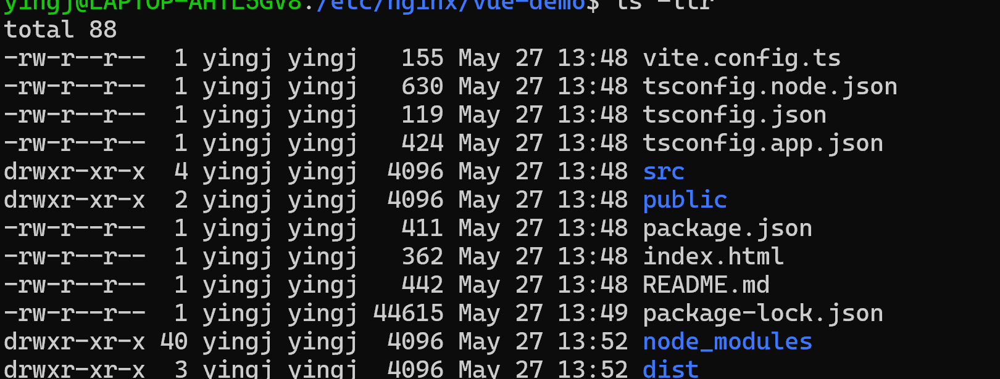 yingj@LAPTOP-AHTL5GV8:/etc/nginx/vue-demo$ ls -ltr
total 88
-rw-r--r--  1 yingj yingj   155 May 27 13:48 vite.config.ts
-rw-r--r--  1 yingj yingj   630 May 27 13:48 tsconfig.node.json
-rw-r--r--  1 yingj yingj   119 May 27 13:48 tsconfig.json
-rw-r--r--  1 yingj yingj   424 May 27 13:48 tsconfig.app.json
drwxr-xr-x  4 yingj yingj  4096 May 27 13:48 src
drwxr-xr-x  2 yingj yingj  4096 May 27 13:48 public
-rw-r--r--  1 yingj yingj   411 May 27 13:48 package.json
-rw-r--r--  1 yingj yingj   362 May 27 13:48 index.html
-rw-r--r--  1 yingj yingj   442 May 27 13:48 README.md
-rw-r--r--  1 yingj yingj 44615 May 27 13:49 package-lock.json
drwxr-xr-x 40 yingj yingj  4096 May 27 13:52 node_modules
drwxr-xr-x  3 yingj yingj  4096 May 27 13:52 dist